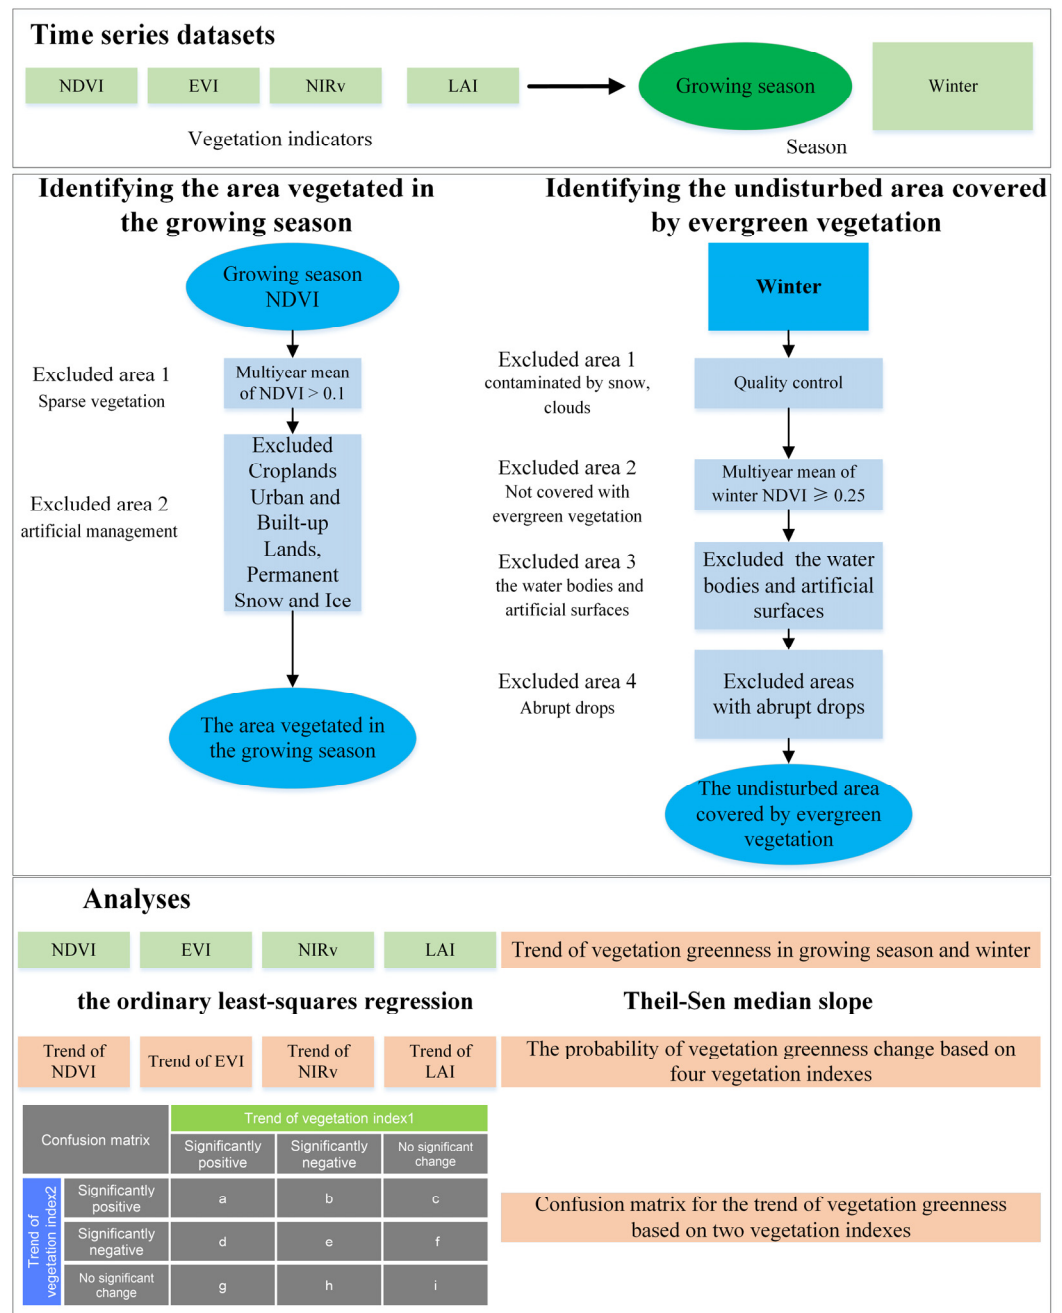 Time series datasets
NDVI
EVI
NIRv
LAI
Growing season
Winter
Vegetation indicators
Season
Identifying the area vegetated in
the growing season
Growing season
NDVI
Excluded area 1
Sparse vegetation
Multiyear mean
of NDVI > 0.1
Excluded area 2
artificial management
Excluded
Croplands
Urban and
Built-up
Lands,
Permanent
Snow and Ice
The area vegetated in
the growing season
Identifying the undisturbed area covered
by evergreen vegetation
Winter
Excluded area 1
contaminated by snow,
clouds
Quality control
Excluded area 2
Not covered with
evergreen vegetation
Multiyear mean of
winter NDVI ≥ 0.25
Excluded area 3
the water bodies and
artificial surfaces
Excluded the water
bodies and artificial
surfaces
Excluded area 4
Abrupt drops
Excluded areas
with abrupt drops
The undisturbed area
covered by evergreen
vegetation
Analyses
NDVI
EVI
NIRv
LAI
Trend of vegetation greenness in growing season and winter
the ordinary least-squares regression
Theil-Sen median slope
Trend of
NDVI
Trend of EVI
Trend of
NIRv
Trend of
LAI
The probability of vegetation greenness change based on
four vegetation indexes
Confusion matrix
Trend of vegetation index1
Significantly
positive
Significantly
negative
No significant
change
Trend of
vegetation index2
Significantly
positive
a
b
c
Significantly
negative
d
e
f
No significant
change
g
h
i
Confusion matrix for the trend of vegetation greenness
based on two vegetation indexes